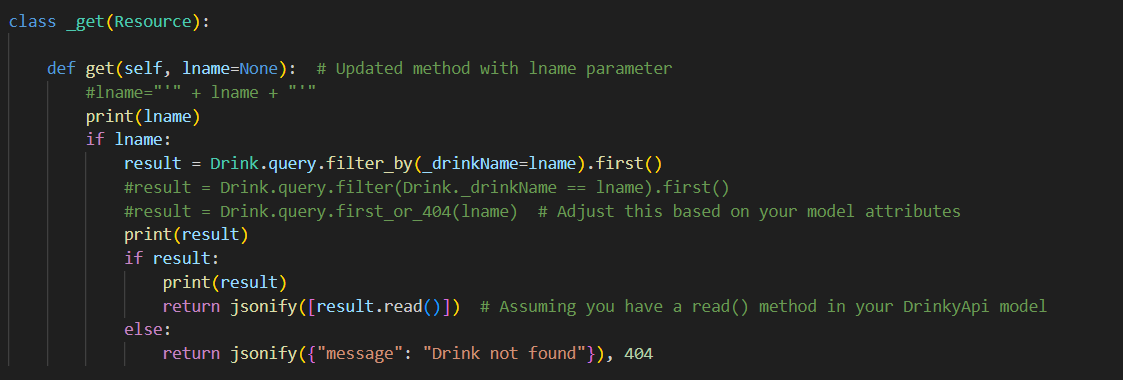 class _get(Resource):
def get(self, lname=None):  # Updated method with lname parameter
#lname="'" + lname + "'"
print(lname)
if lname:
result = Drink.query.filter_by(_drinkName=lname).first()
#result = Drink.query.filter(Drink._drinkName == lname).first()
#result = Drink.query.first_or_404(lname)  # Adjust this based on your model attributes
print(result)
if result:
print(result)
return jsonify([result.read()])  # Assuming you have a read() method in your DrinkyApi model
else:
return jsonify({"message": "Drink not found"}), 404